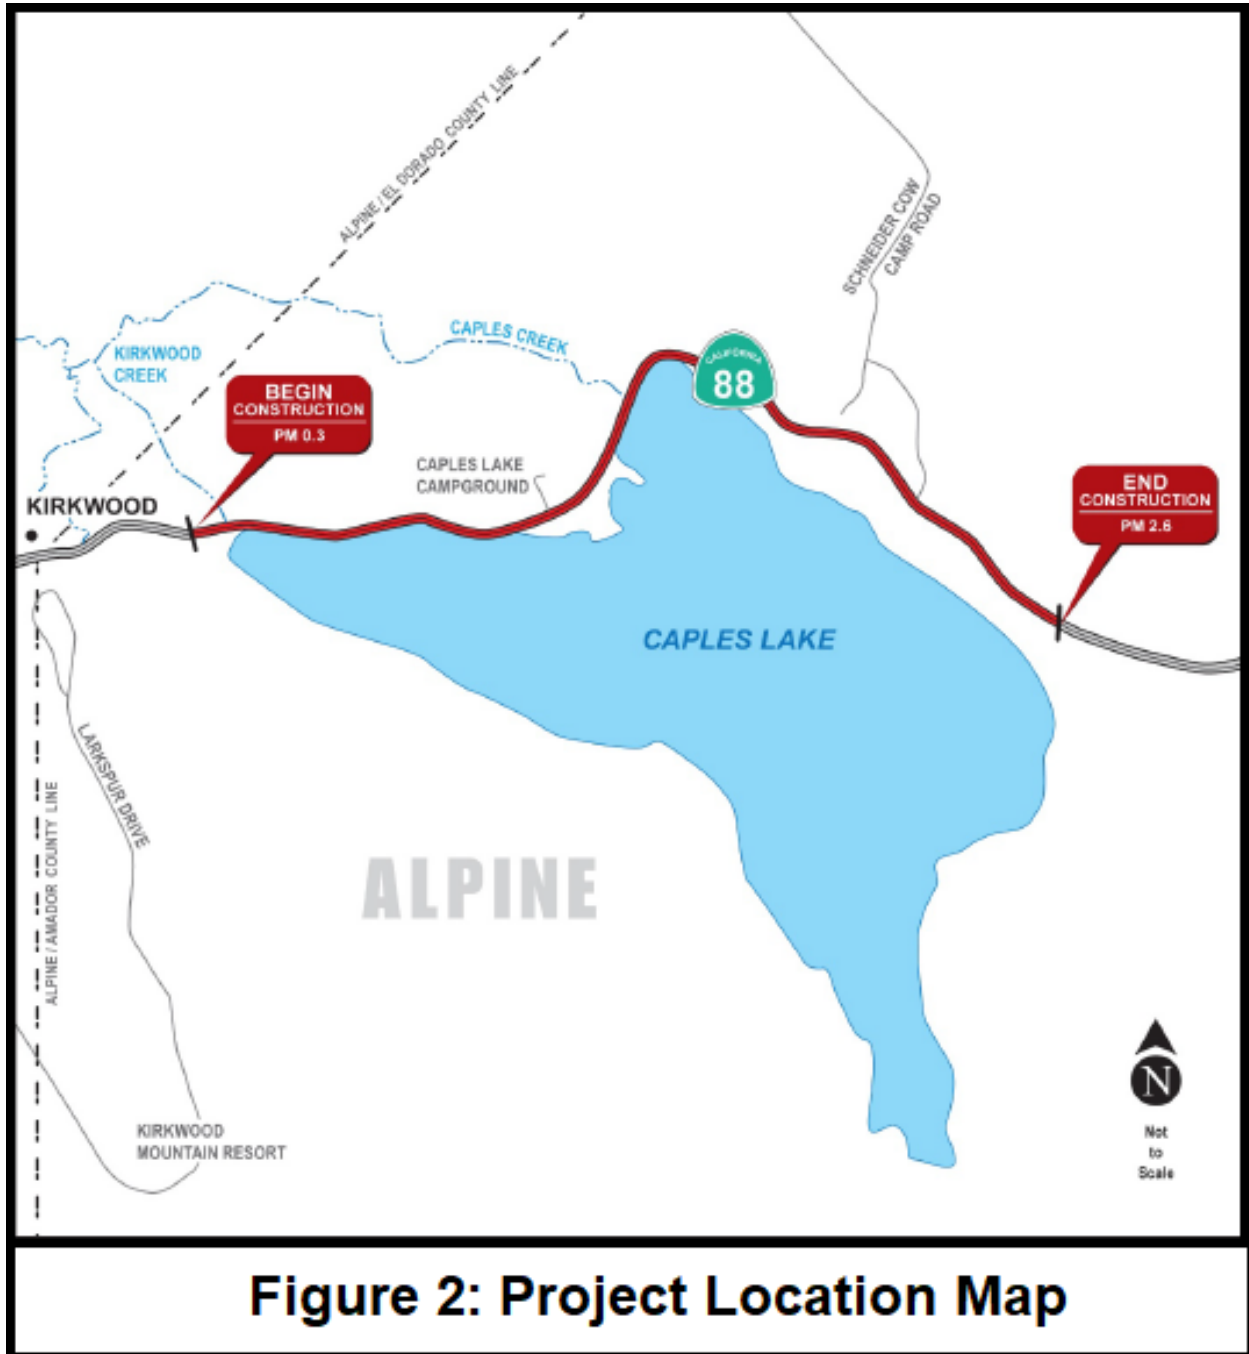 ALPINE / EL DORADO COUNTY LINE
SCHNEIDER COW
CAMP ROAD
CAPLES CREEK
KIRKWOOD
CREEK
CALIFORNIA
88
BEGIN
CONSTRUCTION
PM 0.3
CAPLES LAKE
CAMPGROUND
END
CONSTRUCTION
PM 2.6
KIRKWOOD
CAPLES LAKE
LARKSPUR DRIVE
ALPINE / AMADOR COUNTY LINE
ALPINE
KIRKWOOD
MOUNTAIN RESORT
N
Not
to
Scale
Figure 2: Project Location Map